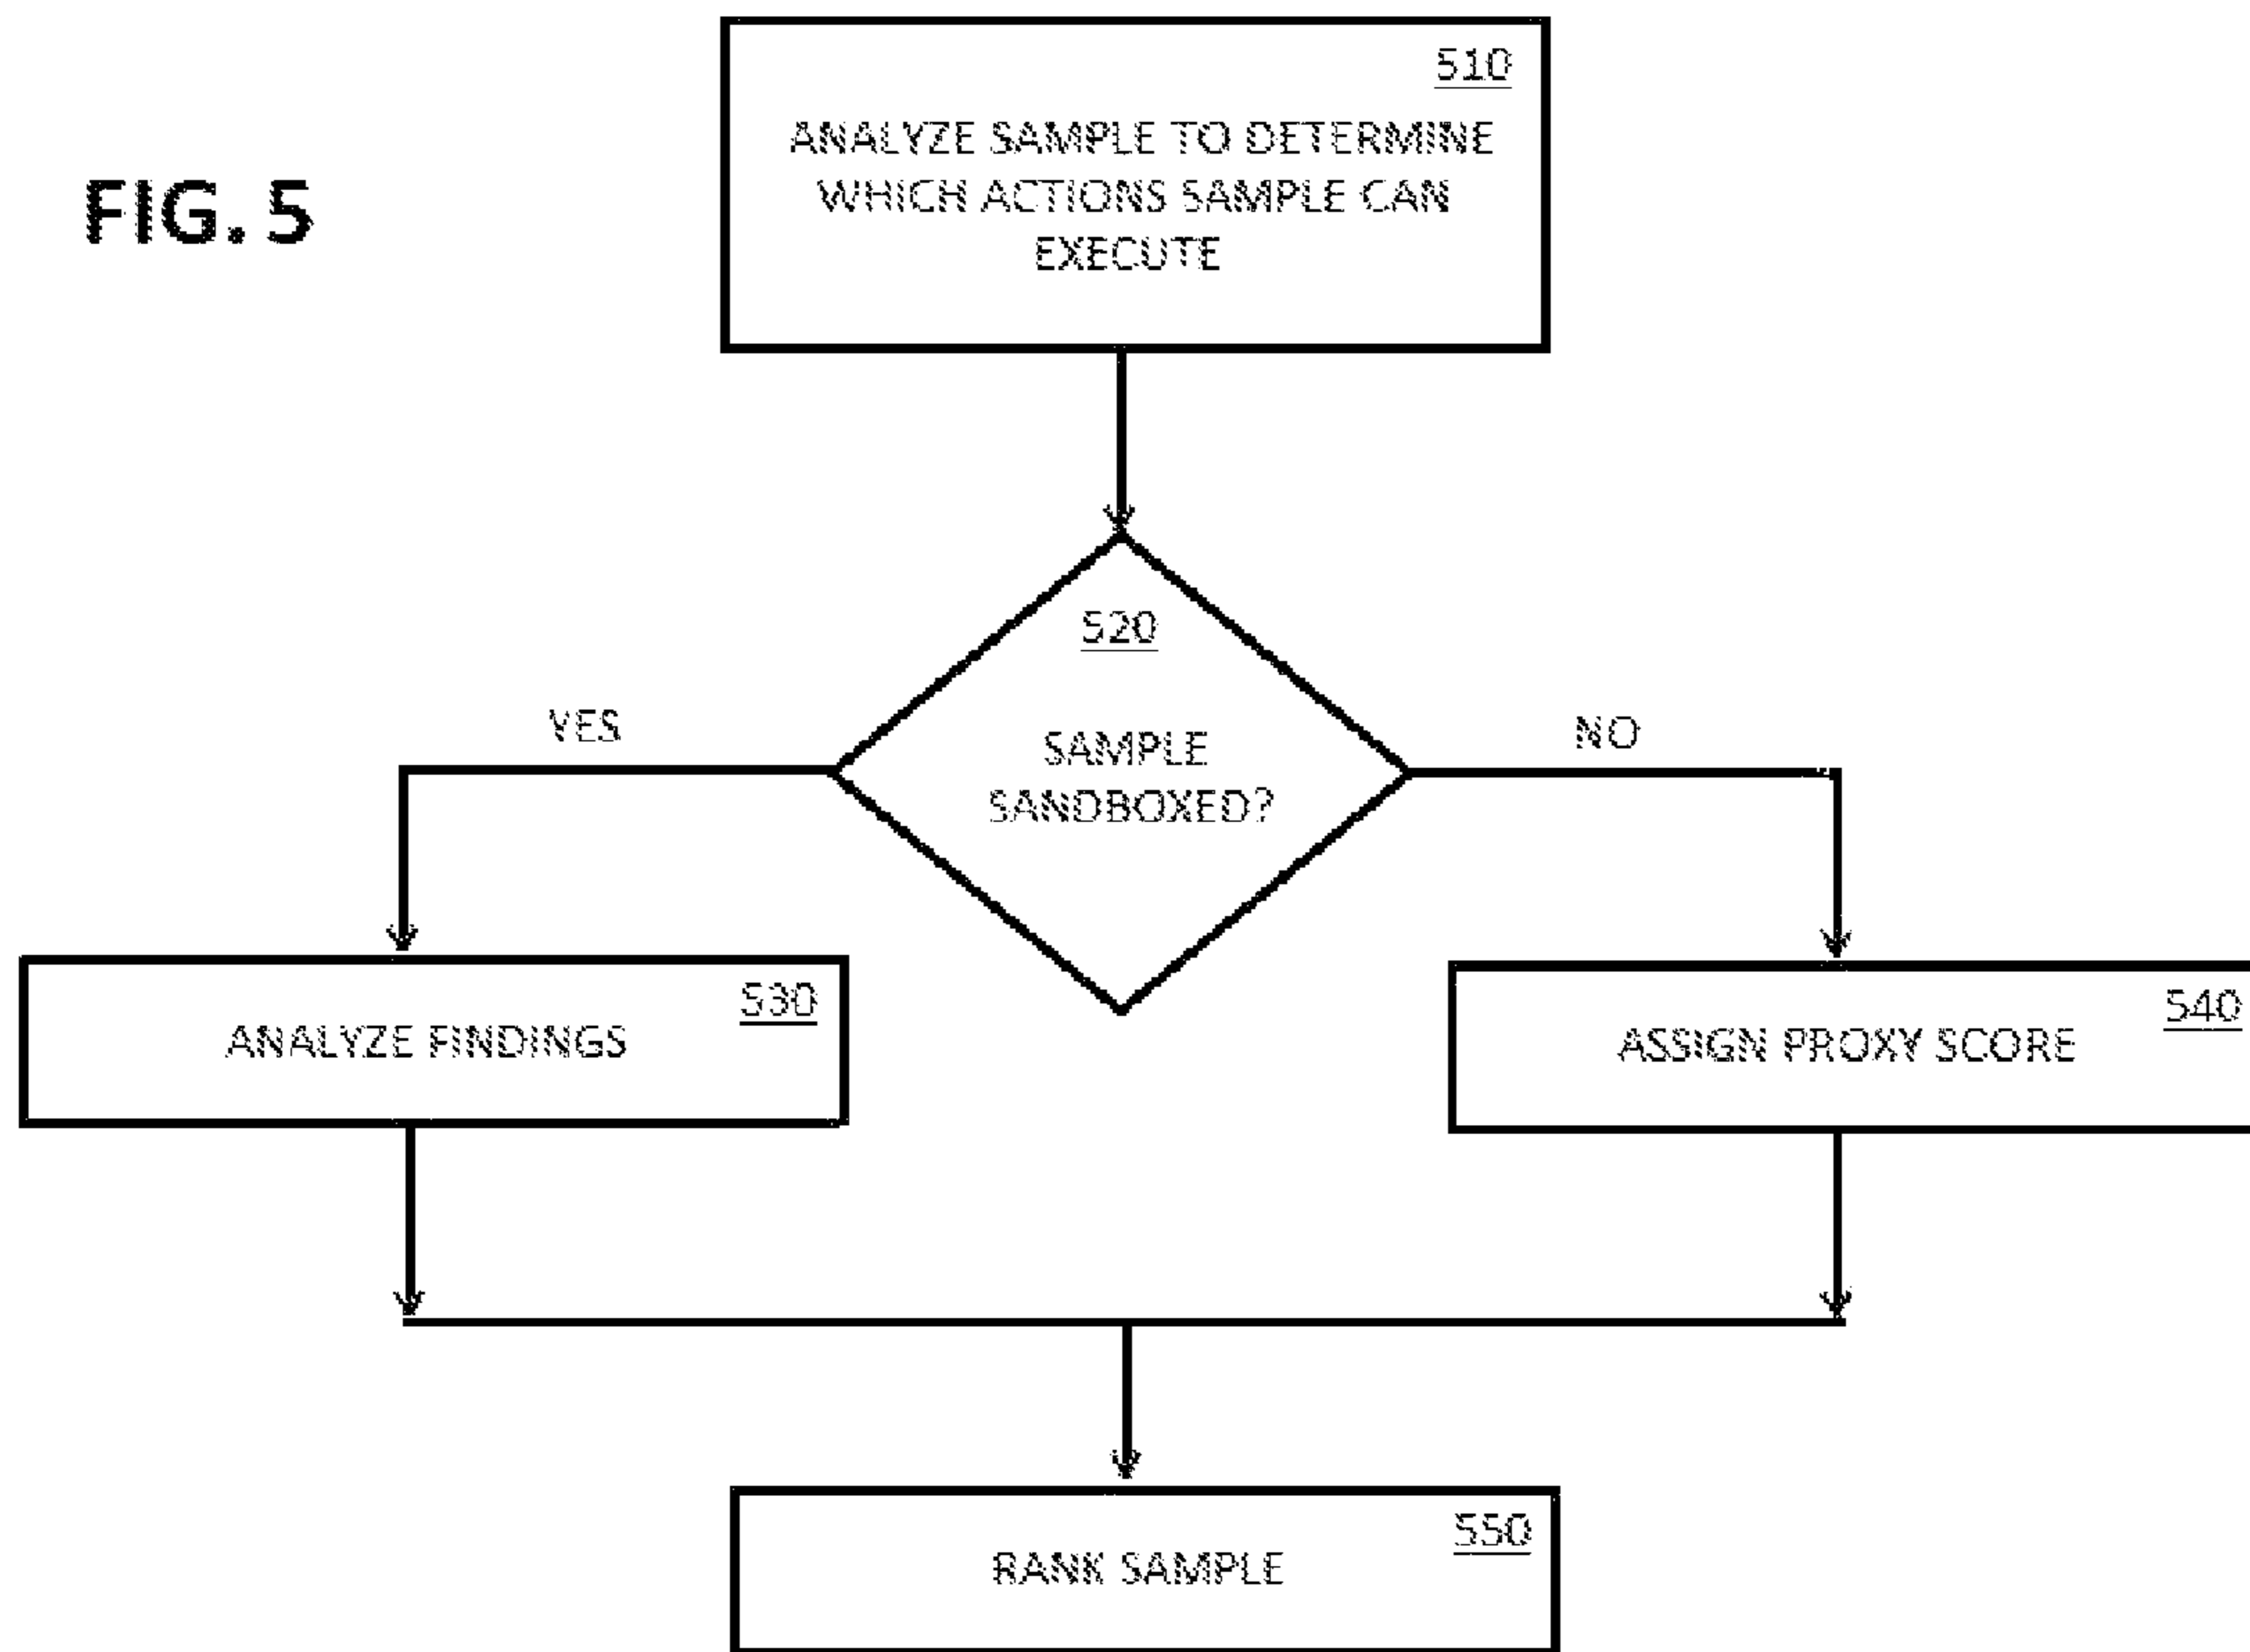 FIG. 5
510
ANALYZE SAMPLE TO DETERMINE
WHICH ACTIONS SAMPLE CAN
EXECUTE
520
SAMPLE
SANDBOXED?
YES
NO
530
ANALYZE FINDINGS
540
ASSIGN PROXY SCORE
550
RANK SAMPLE